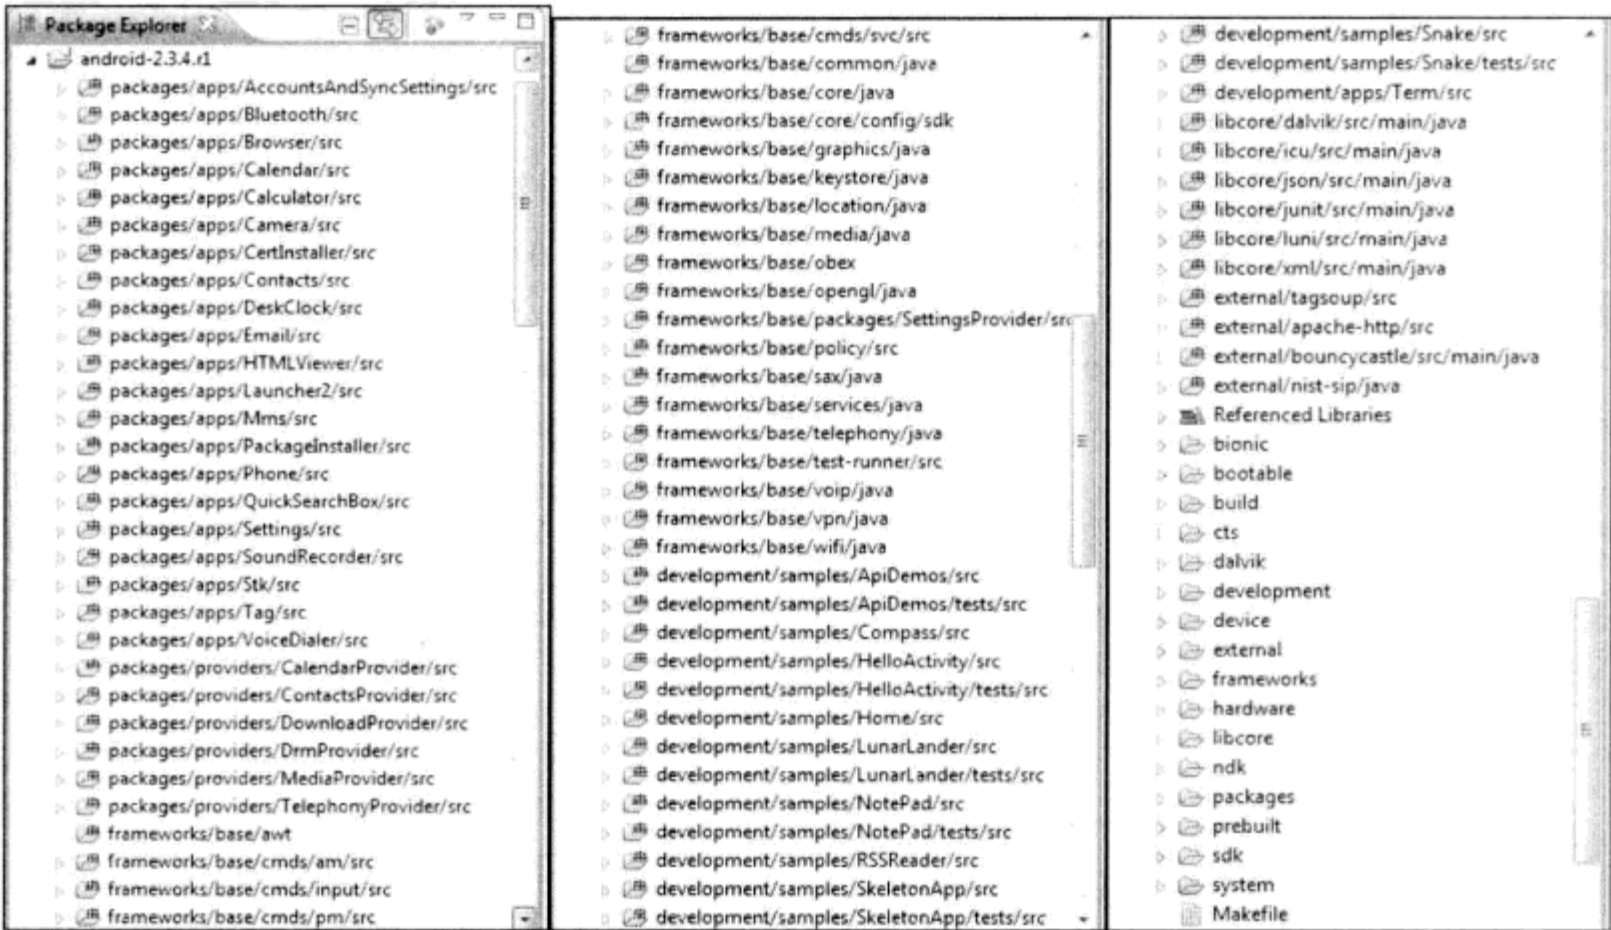 Package Explorer
android-2.3.4.r1
packages/apps/AccountsAndSyncSettings/src
packages/apps/Bluetooth/src
packages/apps/Browser/src
packages/apps/Calendar/src
packages/apps/Calculator/src
packages/apps/Camera/src
packages/apps/CertInstaller/src
packages/apps/Contacts/src
packages/apps/DeskClock/src
packages/apps/Email/src
packages/apps/HTMLViewer/src
packages/apps/Launcher2/src
packages/apps/Mms/src
packages/apps/PackageInstaller/src
packages/apps/Phone/src
packages/apps/QuickSearchBox/src
packages/apps/Settings/src
packages/apps/SoundRecorder/src
packages/apps/Stk/src
packages/apps/Tag/src
packages/apps/VoiceDialer/src
packages/providers/CalendarProvider/src
packages/providers/ContactsProvider/src
packages/providers/DownloadProvider/src
packages/providers/DrmProvider/src
packages/providers/MediaProvider/src
packages/providers/TelephonyProvider/src
frameworks/base/awt
frameworks/base/cmds/am/src
frameworks/base/cmds/input/src
frameworks/base/cmds/pm/src
frameworks/base/cmds/svc/src
frameworks/base/common/java
frameworks/base/core/java
frameworks/base/core/config/sdk
frameworks/base/graphics/java
frameworks/base/keystore/java
frameworks/base/location/java
frameworks/base/media/java
frameworks/base/obex
frameworks/base/opengl/java
frameworks/base/packages/SettingsProvider/src
frameworks/base/policy/src
frameworks/base/sax/java
frameworks/base/services/java
frameworks/base/telephony/java
frameworks/base/test-runner/src
frameworks/base/voip/java
frameworks/base/vpn/java
frameworks/base/wifi/java
development/samples/ApiDemos/src
development/samples/ApiDemos/tests/src
development/samples/Compass/src
development/samples/HelloActivity/src
development/samples/HelloActivity/tests/src
development/samples/Home/src
development/samples/LunarLander/src
development/samples/LunarLander/tests/src
development/samples/NotePad/src
development/samples/NotePad/tests/src
development/samples/RSSReader/src
development/samples/SkeletonApp/src
development/samples/SkeletonApp/tests/src
development/samples/Snake/src
development/samples/Snake/tests/src
development/apps/Term/src
libcore/dalvik/src/main/java
libcore/icu/src/main/java
libcore/json/src/main/java
libcore/junit/src/main/java
libcore/luni/src/main/java
libcore/xml/src/main/java
external/tagsoup/src
external/apache-http/src
external/bouncycastle/src/main/java
external/nist-sip/java
Referenced Libraries
bionic
bootable
build
cts
dalvik
development
device
external
frameworks
hardware
libcore
ndk
packages
prebuilt
sdk
system
Makefile